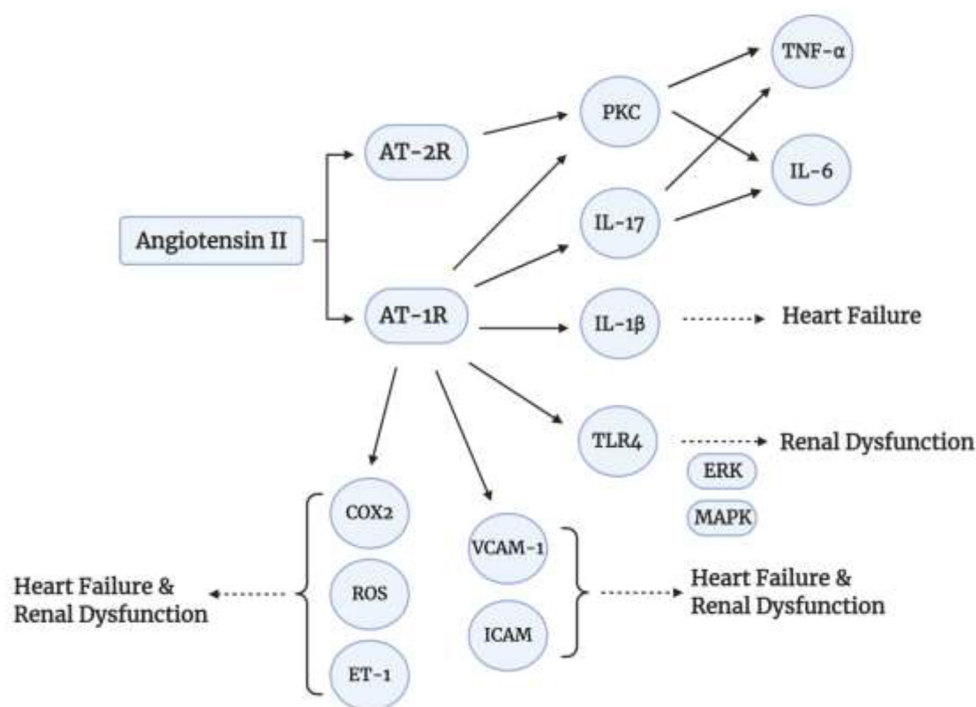 TNF-α
PKC
AT-2R
IL-6
IL-17
Angiotensin II
AT-1R
IL-1β
Heart Failure
TLR4
Renal Dysfunction
ERK
MAPK
COX2
VCAM-1
Heart Failure &
Renal Dysfunction
ROS
Heart Failure &
Renal Dysfunction
ICAM
ET-1